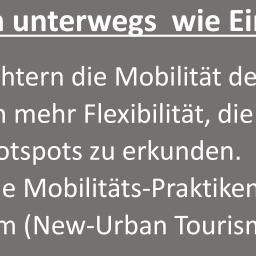 unterwegs wie Ein
htern die Mobilität de
n mehr Flexibilität, die
otspots zu erkunden.
e Mobilitäts-Praktiken
m (New-Urban Tourism